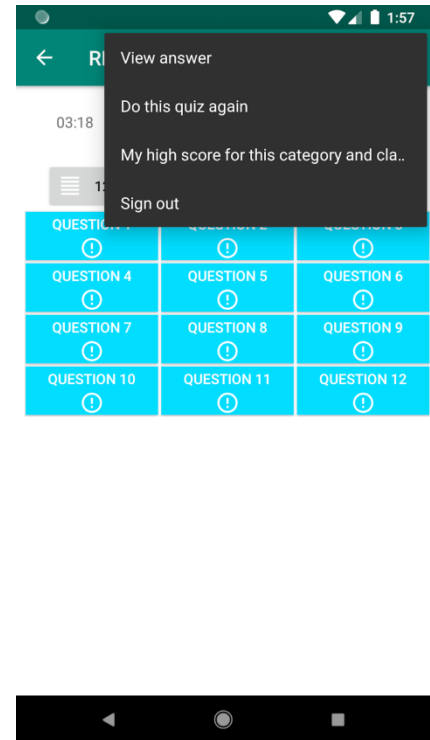 1:57
View answer
Do this quiz again
03:18
My high score for this category and cla..
Sign out
QUESTION 4 QUESTION 5 QUESTION 6
QUESTION 7 QUESTION 8 QUESTION 9
QUESTION 10 QUESTION 11 QUESTION 12